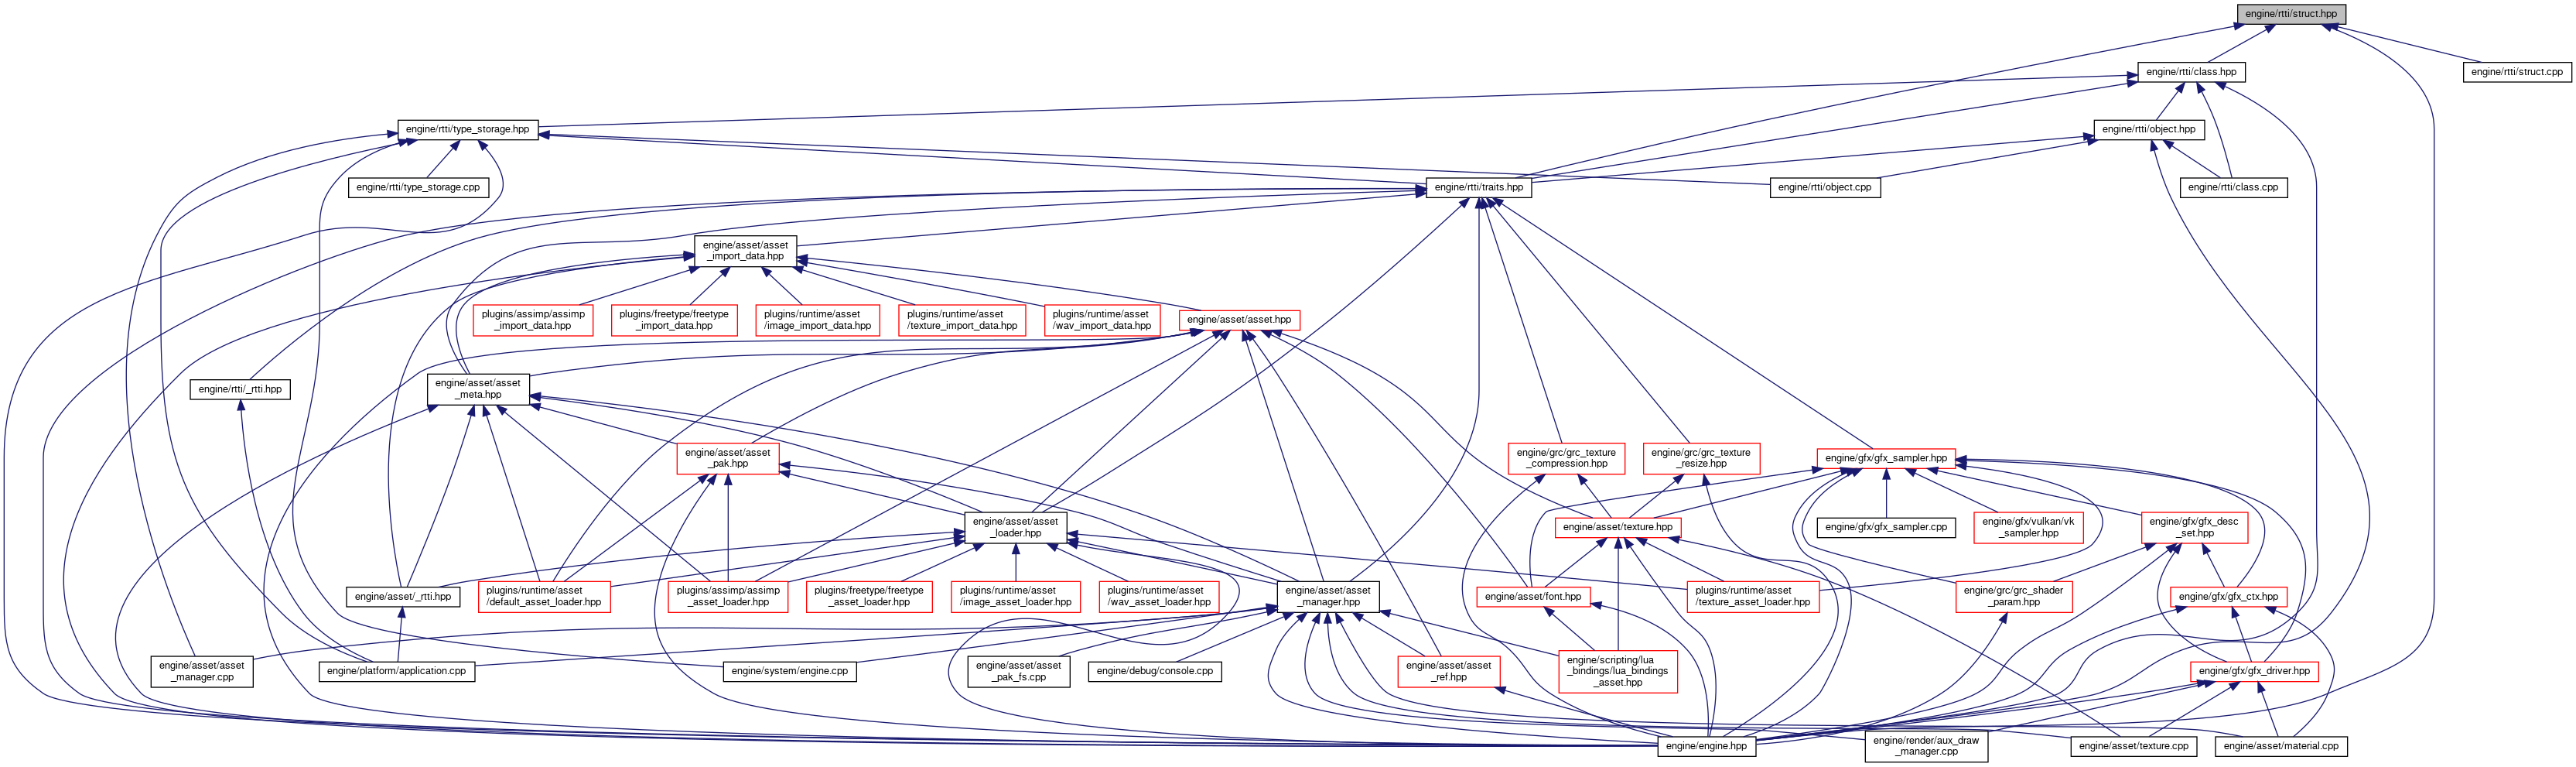 engine/rtti/struct.hpp
engine/rtti/class.hpp
engine/rtti/struct.cpp
engine/rtti/type_storage.hpp
engine/rtti/object.hpp
engine/rtti/type_storage.cpp
engine/rtti/traits.hpp
engine/rtti/object.cpp
engine/rtti/class.cpp
engine/asset/asset
_import_data.hpp
plugins/assimp/assimp
_import_data.hpp
plugins/freetype/freetype
_import_data.hpp
plugins/runtime/asset
/image_import_data.hpp
plugins/runtime/asset
/texture_import_data.hpp
plugins/runtime/asset
/wav_import_data.hpp
engine/asset/asset.hpp
engine/rtti/_rtti.hpp
engine/asset/asset
_meta.hpp
engine/asset/asset
_pak.hpp
engine/grc/grc_texture
_compression.hpp
engine/grc/grc_texture
_resize.hpp
engine/gfx/gfx_sampler.hpp
engine/asset/asset
_loader.hpp
engine/asset/texture.hpp
engine/gfx/gfx_sampler.cpp
engine/gfx/vulkan/vk
_sampler.hpp
engine/gfx/gfx_desc
_set.hpp
engine/asset/_rtti.hpp
plugins/runtime/asset
/default_asset_loader.hpp
plugins/assimp/assimp
_asset_loader.hpp
plugins/freetype/freetype
_asset_loader.hpp
plugins/runtime/asset
/image_asset_loader.hpp
plugins/runtime/asset
/wav_asset_loader.hpp
engine/asset/asset
_manager.hpp
engine/asset/font.hpp
plugins/runtime/asset
/texture_asset_loader.hpp
engine/grc/grc_shader
_param.hpp
engine/gfx/gfx_ctx.hpp
engine/asset/asset
_manager.cpp
engine/platform/application.cpp
engine/system/engine.cpp
engine/asset/asset
_pak_fs.cpp
engine/debug/console.cpp
engine/asset/asset
_ref.hpp
engine/scripting/lua
_bindings/lua_bindings
_asset.hpp
engine/gfx/gfx_driver.hpp
engine/engine.hpp
engine/render/aux_draw
_manager.cpp
engine/asset/texture.cpp
engine/asset/material.cpp